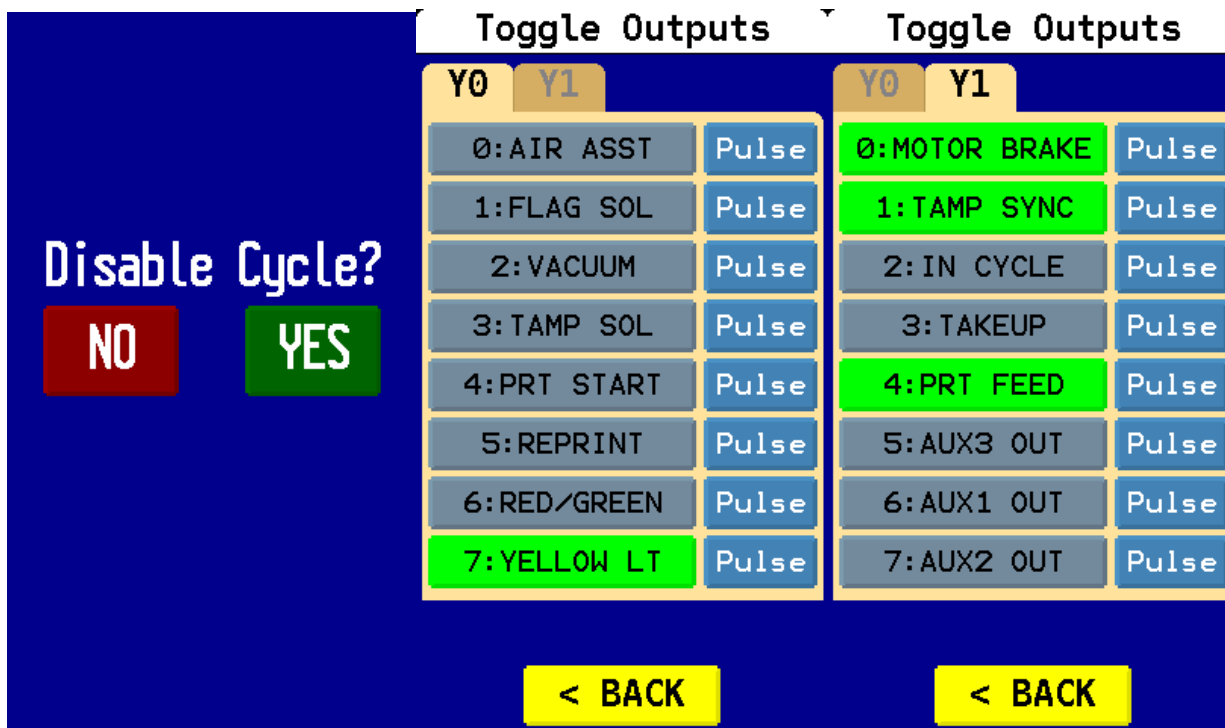 Disable Cycle?
NO YES
Toggle Outputs
Y0 Y1
0:AIR ASST Pulse
1:FLAG SOL Pulse
2:VACUUM Pulse
3:TAMP SOL Pulse
4:PRT START Pulse
5:REPRINT Pulse
6:RED/GREEN Pulse
7:YELLOW LT Pulse
< BACK
Toggle Outputs
Y0 Y1
0:MOTOR BRAKE Pulse
1:TAMP SYNC Pulse
2:IN CYCLE Pulse
3:TAKEUP Pulse
4:PRT FEED Pulse
5:AUX3 OUT Pulse
6:AUX1 OUT Pulse
7:AUX2 OUT Pulse
< BACK